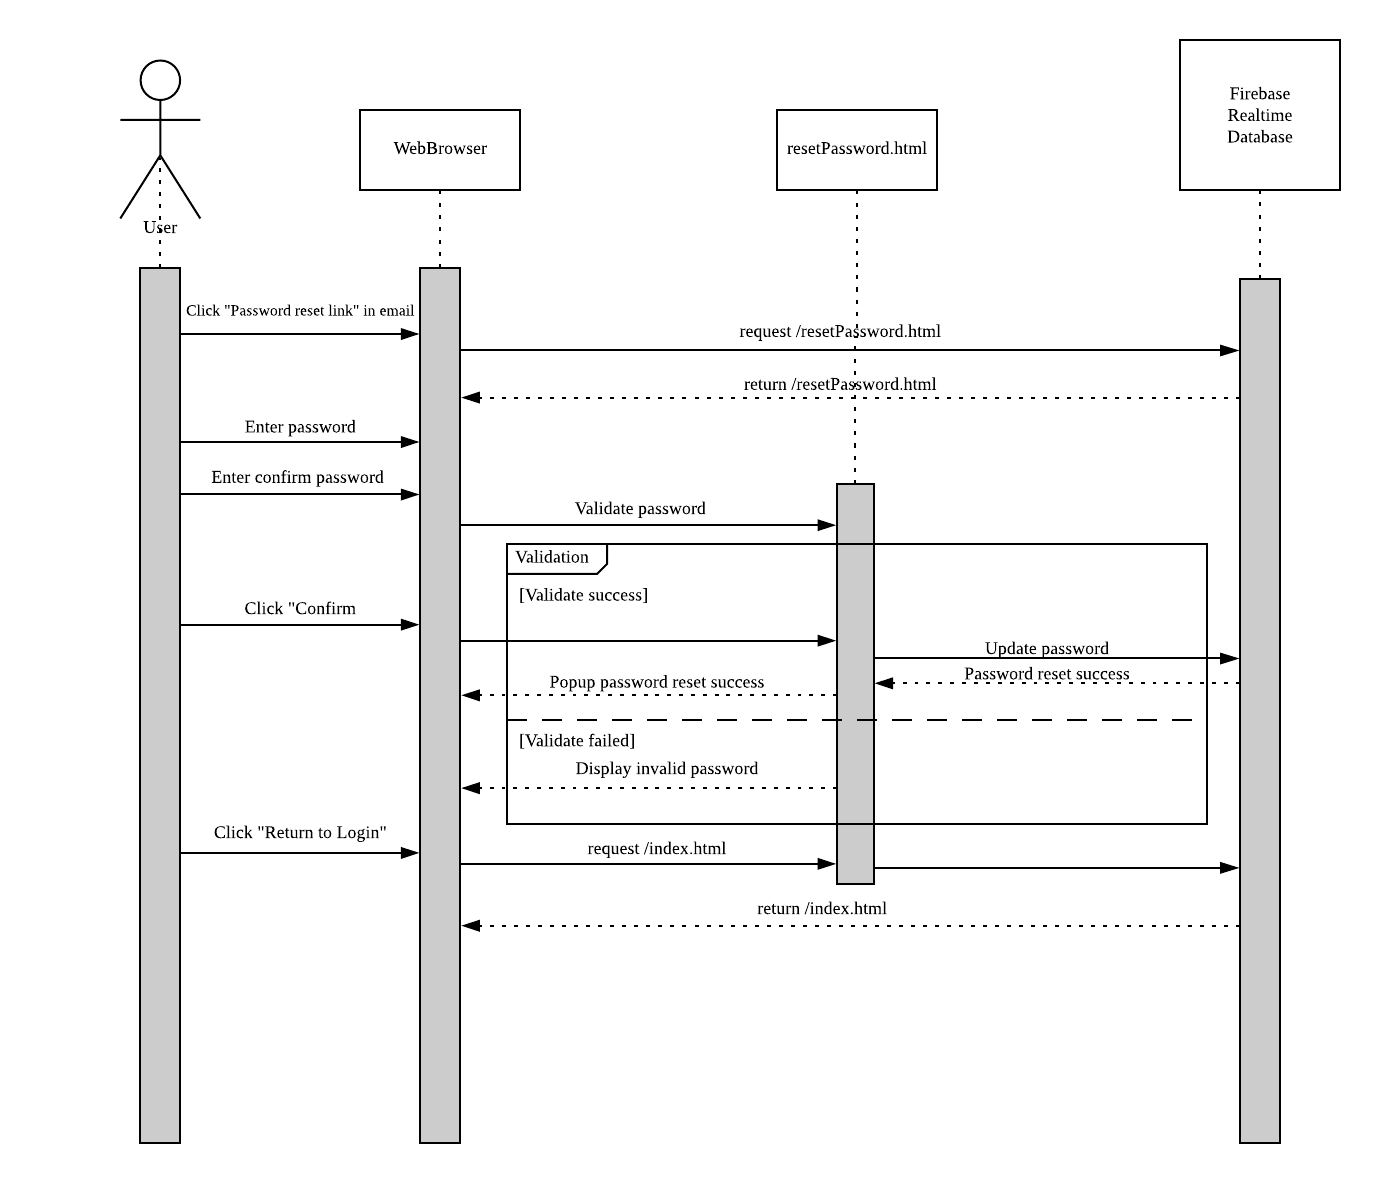 Firebase
Realtime
Database
WebBrowser
resetPassword.html
User
Click "Password reset link" in email
request /resetPassword.html
return /resetPassword.html
Enter password
Enter confirm password
Validate password
Validation
[Validate success]
Click "Confirm
Update password
Password reset success
Popup password reset success
[Validate failed]
Display invalid password
Click "Return to Login"
request /index.html
return /index.html